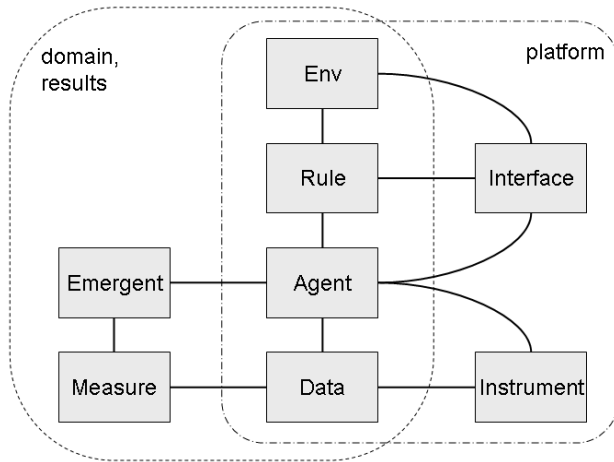 domain,
results
platform
Env
Rule
Interface
Emergent
Agent
Measure
Data
Instrument